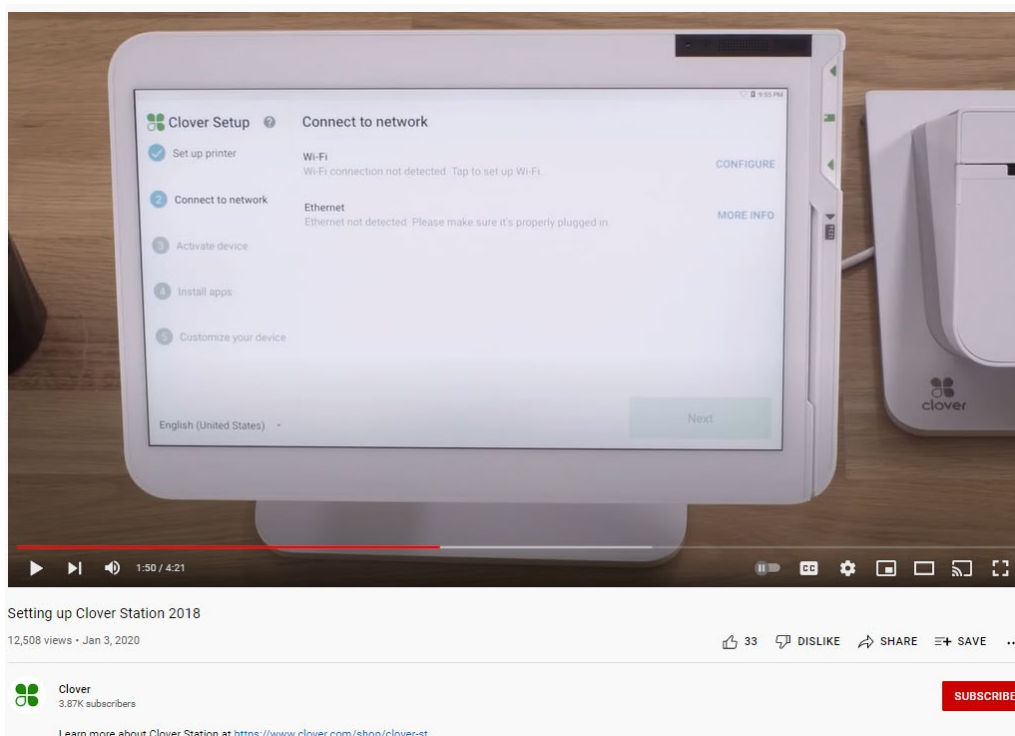 9:55 PM
Clover Setup
Connect to network
Set up printer
Wi-Fi
Wi-Fi connection not detected. Tap to set up Wi-Fi.
CONFIGURE
2 Connect to network
Ethernet
Ethernet not detected. Please make sure it's properly plugged in.
MORE INFO
3 Activate device
4 Install apps
5 Customize your device
English (United States)
Next
clover
1:50 / 4:21
CC
Setting up Clover Station 2018
12,508 views • Jan 3, 2020
33 DISLIKE SHARE SAVE
Clover
3.87K subscribers
SUBSCRIBE
Learn more about Clover Station at https://www.clover.com/shop/clover-st...